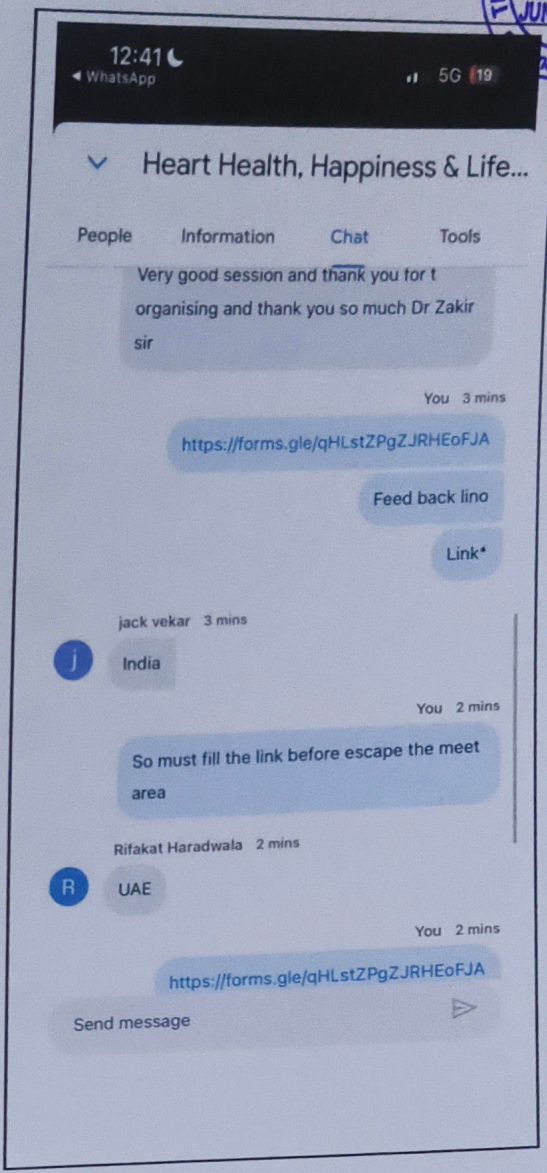 JUN
12:41
◀ WhatsApp
5G 19
Heart Health, Happiness & Life...
People Information Chat Tools
Very good session and thank you for t
organising and thank you so much Dr Zakir
sir
You 3 mins
https://forms.gle/qHLstZPgZJRHEoFJA
Feed back lino
Link*
jack vekar 3 mins
j
India
You 2 mins
So must fill the link before escape the meet
area
Rifakat Haradwala 2 mins
R
UAE
You 2 mins
https://forms.gle/qHLstZPgZJRHEoFJA
Send message